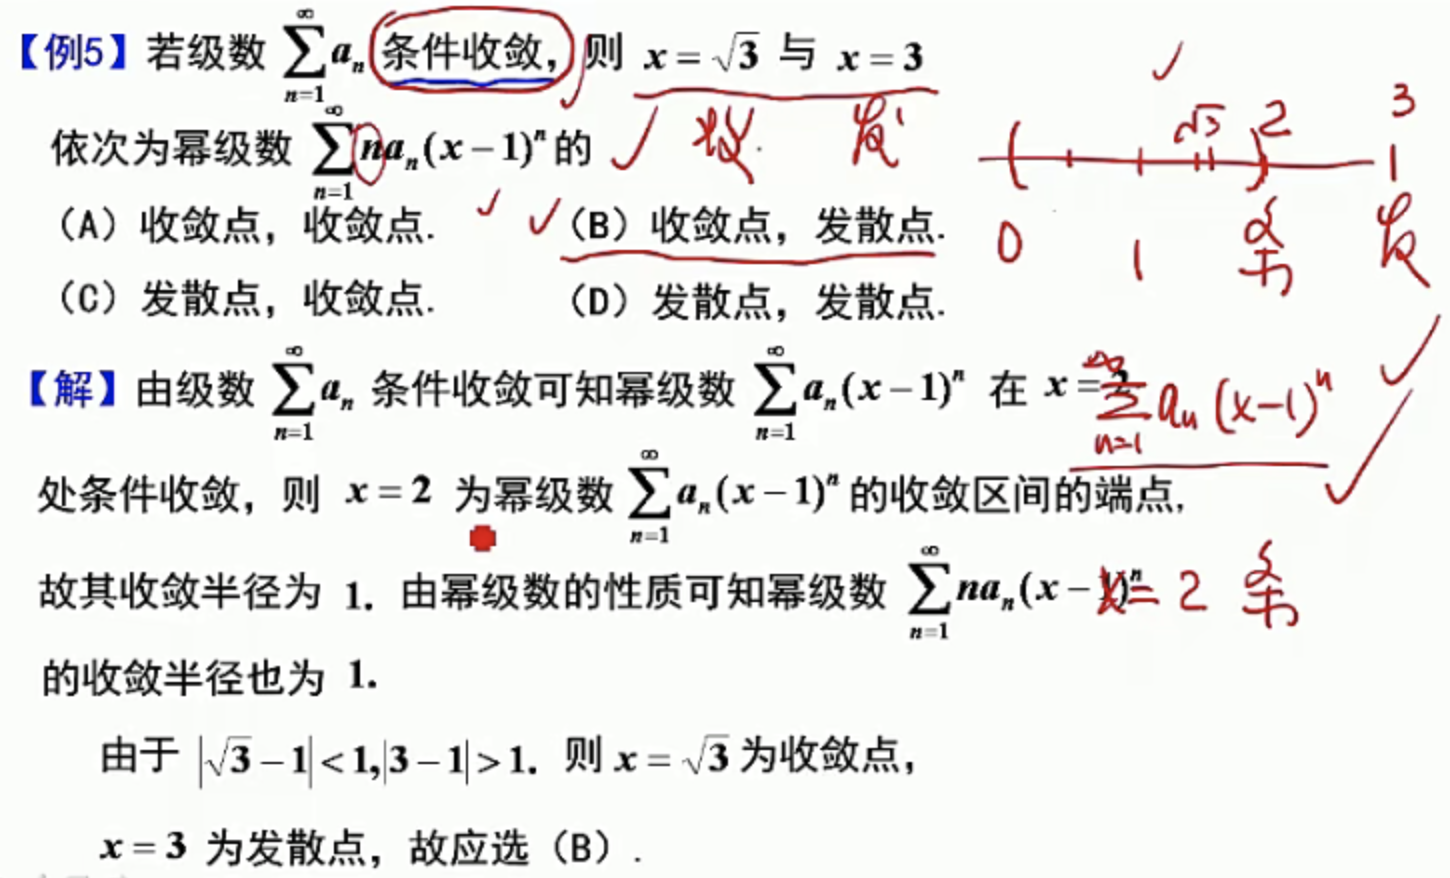 【例5】若级数 $\sum_{n=1}^{\infty} a_n$ 条件收敛，则 $x=\sqrt{3}$ 与 $x=3$
依次为幂级数 $\sum_{n=1}^{\infty} na_n(x-1)^n$ 的
收 发
√3 2 3
0 1 条 1 发
（A）收敛点，收敛点.
（B）收敛点，发散点.
（C）发散点，收敛点.
（D）发散点，发散点.
【解】由级数 $\sum_{n=1}^{\infty} a_n$ 条件收敛可知幂级数 $\sum_{n=1}^{\infty} a_n(x-1)^n$ 在 $x=$
$\sum_{n=1}^{\infty} a_n(x-1)^n$
处条件收敛，则 $x=2$ 为幂级数 $\sum_{n=1}^{\infty} a_n(x-1)^n$ 的收敛区间的端点,
故其收敛半径为 1. 由幂级数的性质可知幂级数 $\sum_{n=1}^{\infty} na_n(x-1)^n$
x=2 条
的收敛半径也为 1.
由于 $|\sqrt{3}-1|<1,|3-1|>1.$ 则 $x=\sqrt{3}$ 为收敛点，
$x=3$ 为发散点，故应选（B）.